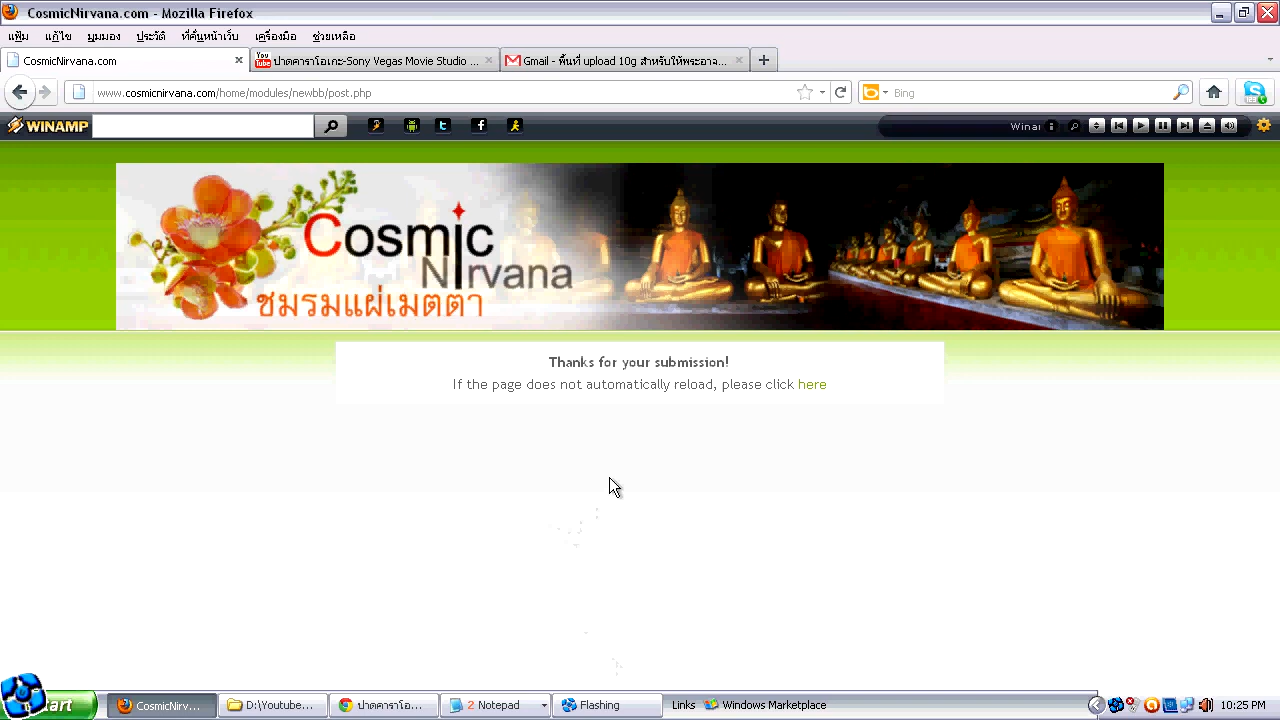 CosmicNirvana.com - Mozilla Firefox
แฟ้ม แก้ไข มุมมอง ประวัติ ที่คั่นหน้าเว็บ เครื่องมือ ช่วยเหลือ
CosmicNirvana.com
You Tube ปาดคาราโอเกะ-Sony Vegas Movie Studio ...
Gmail - พื้นที่ upload 10g สำหรับให้พระอาจ...
www.cosmicnirvana.com/home/modules/newbb/post.php
Bing
WINAMP
Winar
Cosmic
Nirvana
ชมรมแผ่เมตตา
Thanks for your submission!
If the page does not automatically reload, please click here
start
CosmicNirv...
D:\Youtube...
ปาดคาราโอ...
2 Notepad
Flashing
Links
Windows Marketplace
10:25 PM